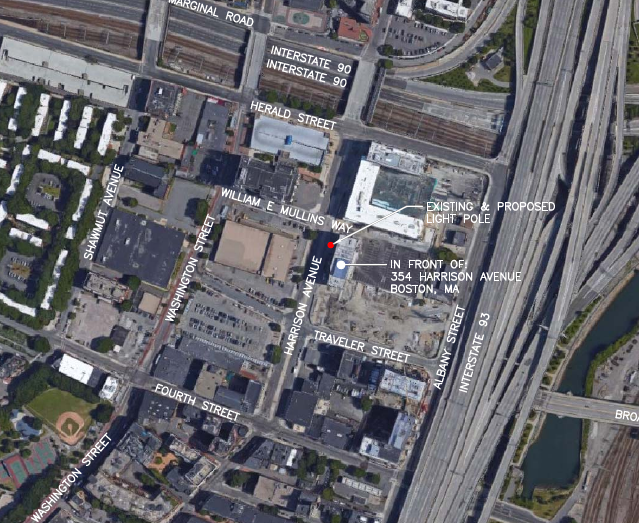 MARGINAL ROAD
INTERSTATE 90
INTERSTATE 90
HERALD STREET
SHAWMUT AVENUE
WILLIAM E MULLINS WAY
EXISTING & PROPOSED
LIGHT POLE
WASHINGTON STREET
HARRISON AVENUE
IN FRONT OF:
354 HARRISON AVENUE
BOSTON, MA
TRAVELER STREET
ALBANY STREET
INTERSTATE 93
FOURTH STREET
BRO
WASHINGTON STREET